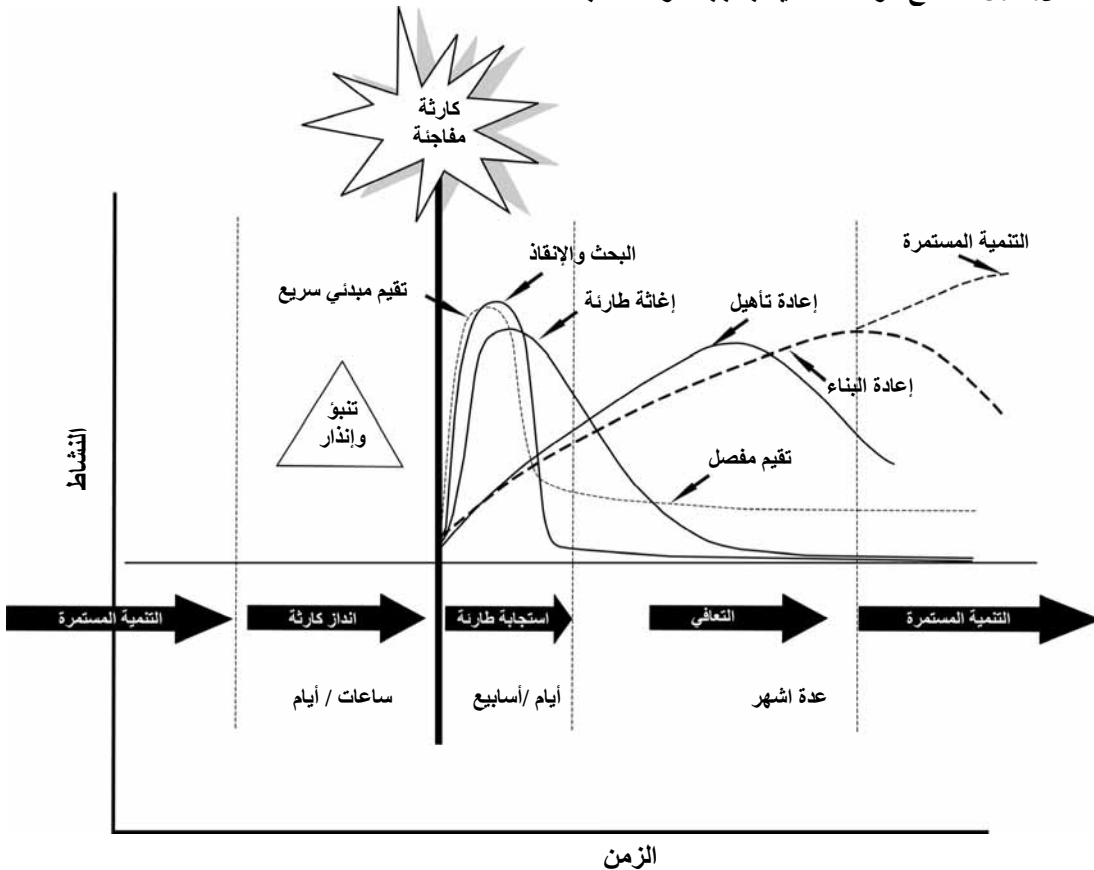 كارثة
مفاجئة
التنمية المستمرة
البحث والإنقاذ
تقيم مبدئي سريع
إغاثة طارئة
إعادة تأهيل
إعادة البناء
تنبؤ
وإنذار
تقيم مفصل
النشاط
التنمية المستمرة
انداز كارثة
استجابة طارئة
التعافي
التنمية المستمرة
ساعات / أيام
أيام /أسابيع
عدة اشهر
الزمن